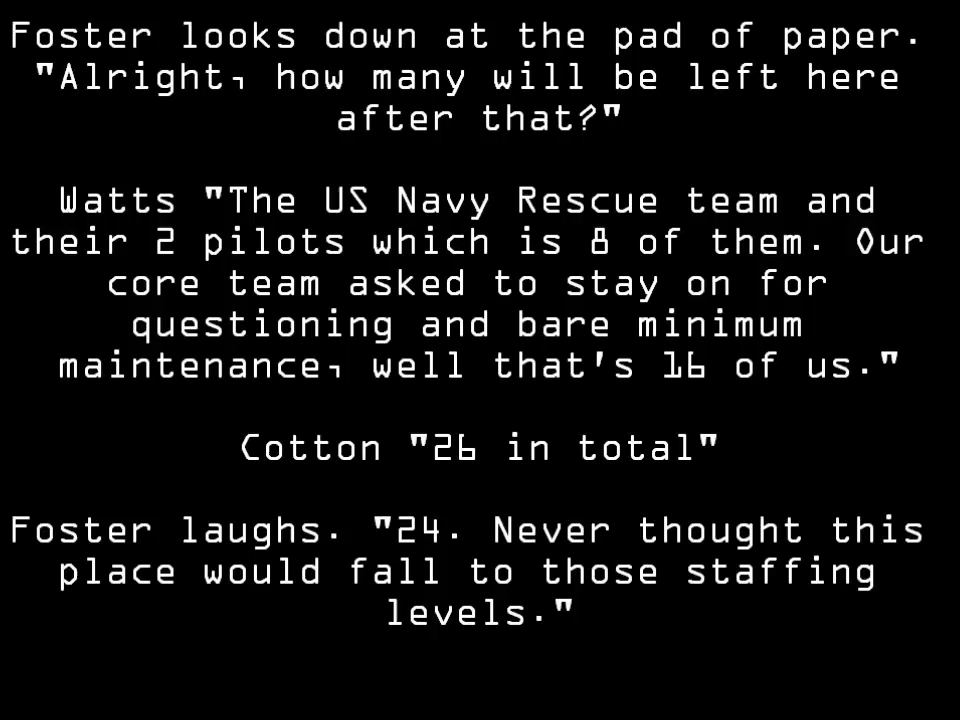 Foster looks down at the pad of paper.
"Alright, how many will be left here
after that?"
Watts "The US Navy Rescue team and
their 2 pilots which is 8 of them. Our
core team asked to stay on for
questioning and bare minimum
maintenance, well that's 16 of us."
Cotton "26 in total"
Foster laughs. "24. Never thought this
place would fall to those staffing
levels."